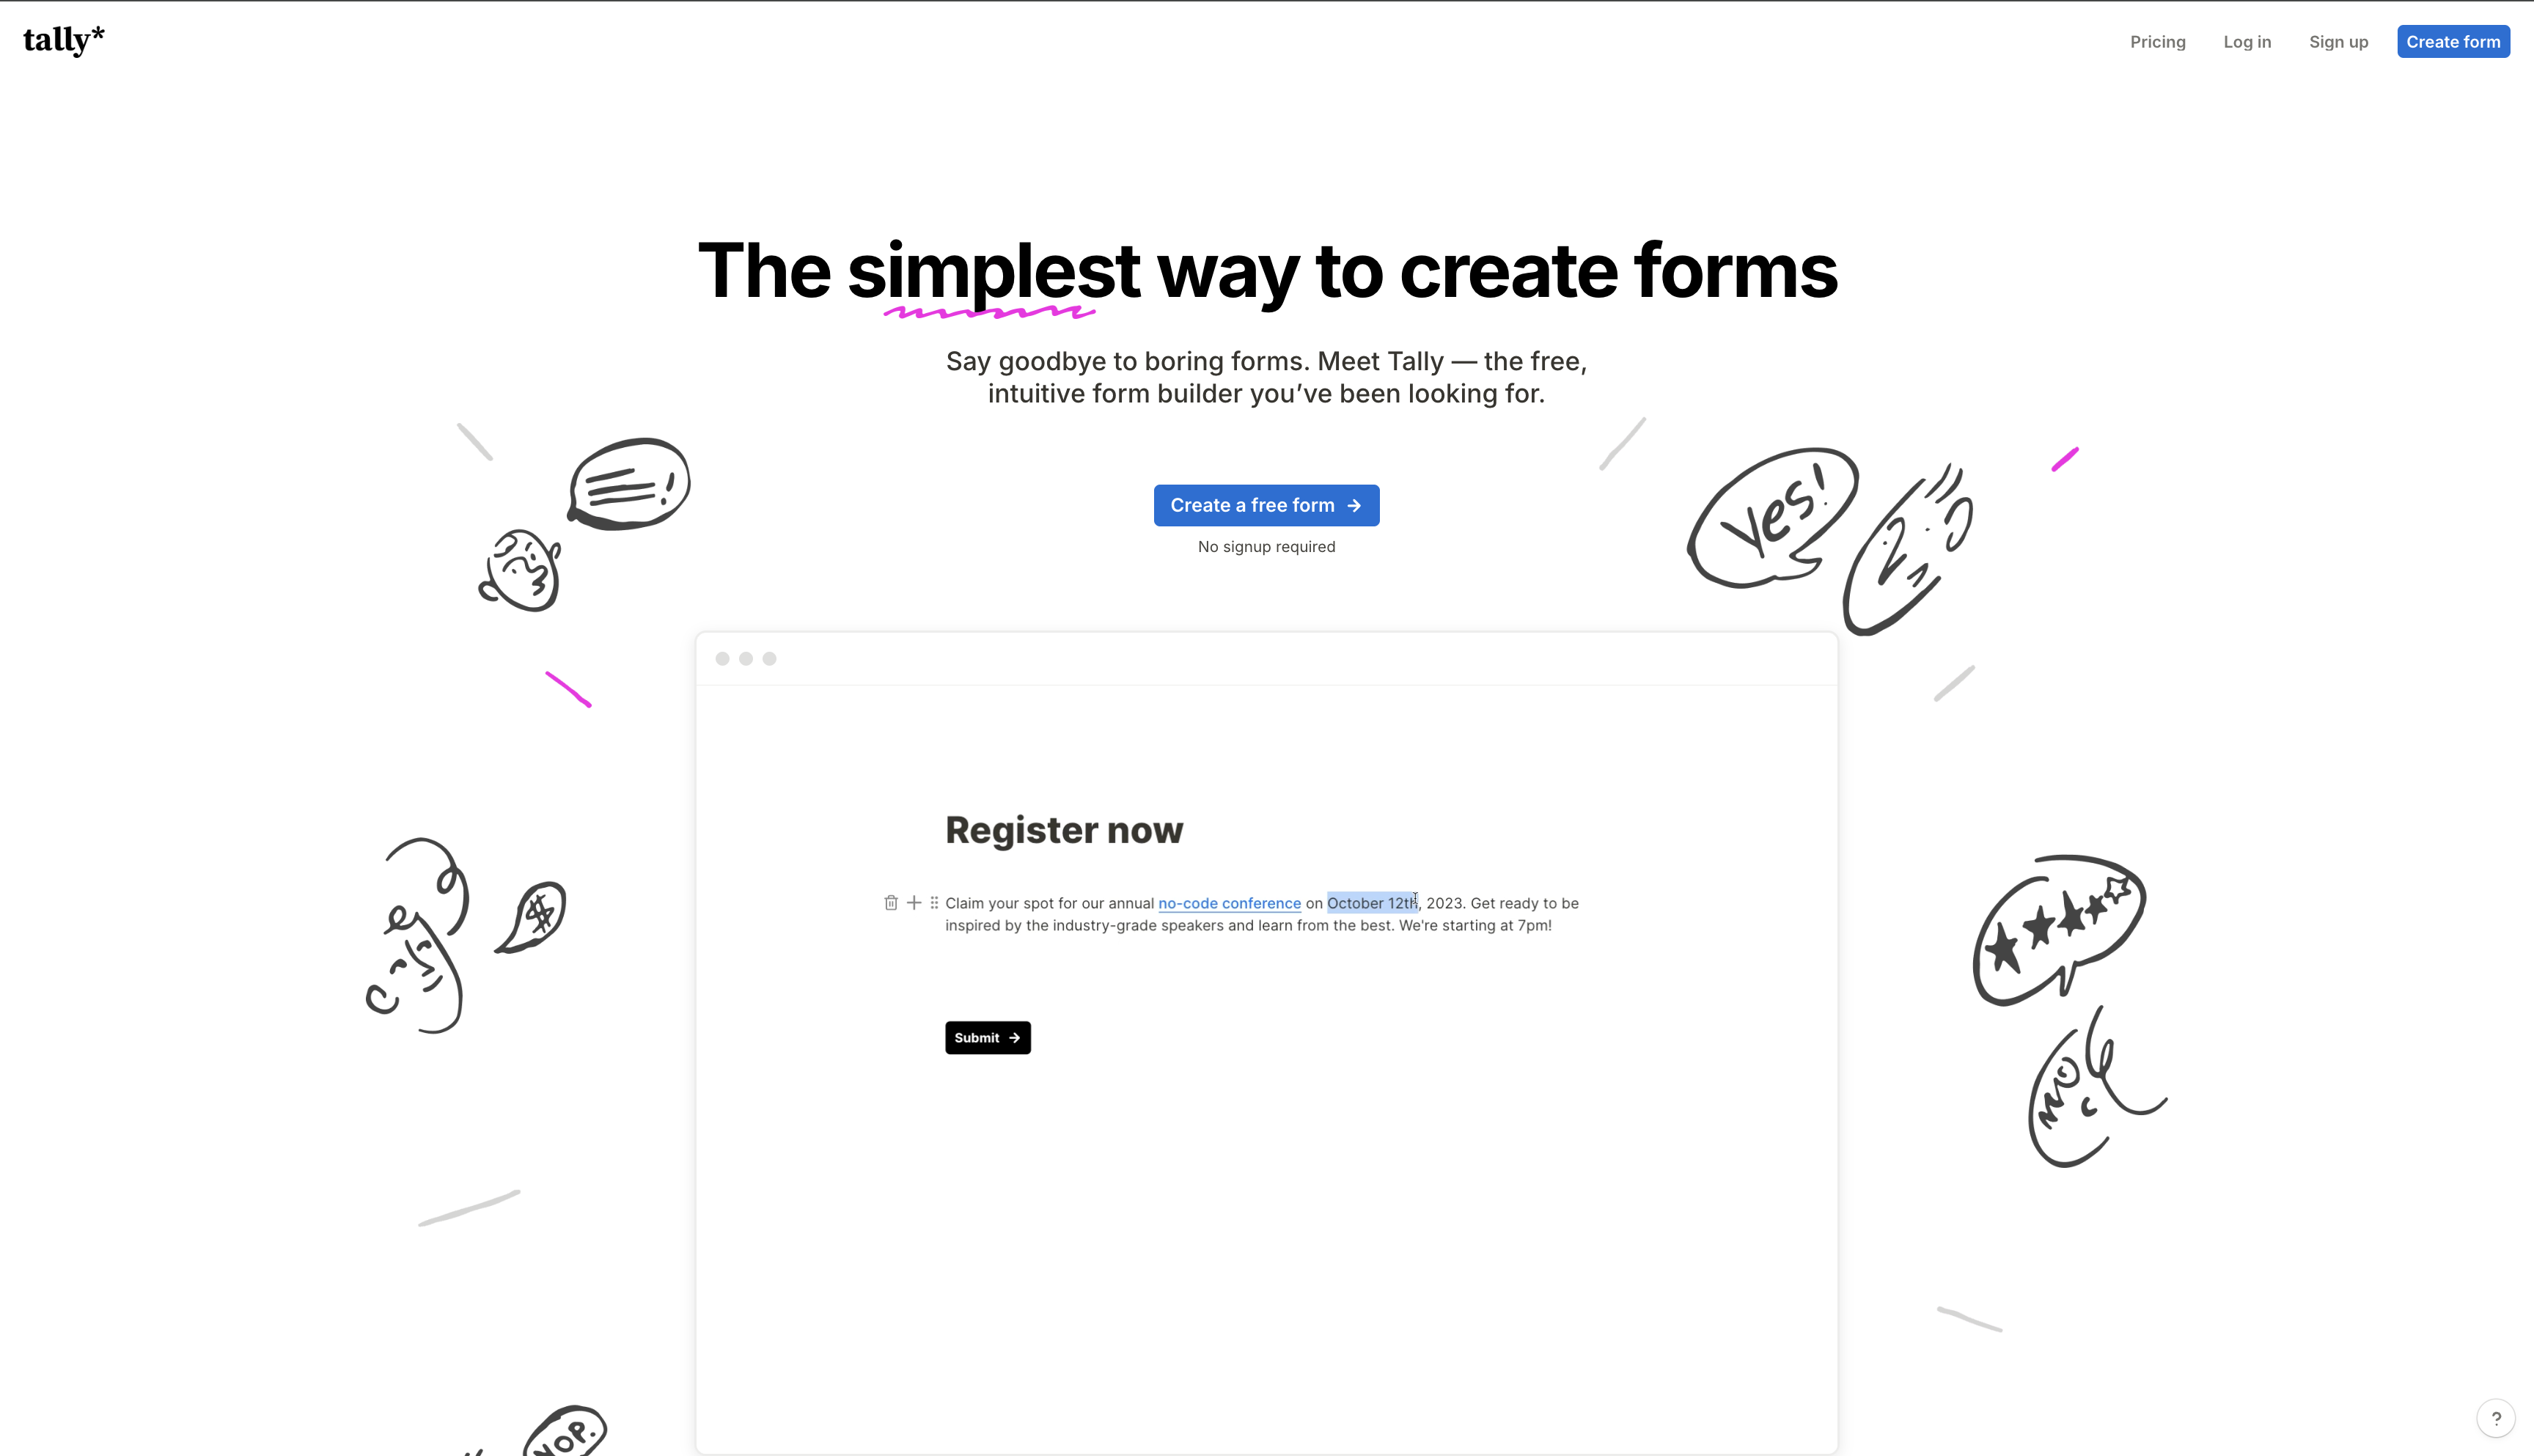 tally*
Pricing
Log in
Sign up
Create form
The simplest way to create forms
Say goodbye to boring forms. Meet Tally — the free,
intuitive form builder you’ve been looking for.
!
Yes!
Create a free form →
No signup required
Register now
$
Claim your spot for our annual no-code conference on October 12th, 2023. Get ready to be
inspired by the industry-grade speakers and learn from the best. We're starting at 7pm!
Submit →
NOP.
?